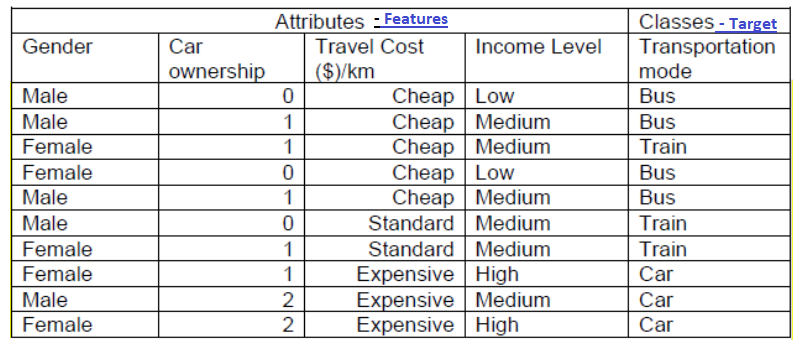 Attributes - Features Classes - Target
Gender Car ownership Travel Cost ($)/km Income Level Transportation mode
Male 0 Cheap Low Bus
Male 1 Cheap Medium Bus
Female 1 Cheap Medium Train
Female 0 Cheap Low Bus
Male 1 Cheap Medium Bus
Male 0 Standard Medium Train
Female 1 Standard Medium Train
Female 1 Expensive High Car
Male 2 Expensive Medium Car
Female 2 Expensive High Car